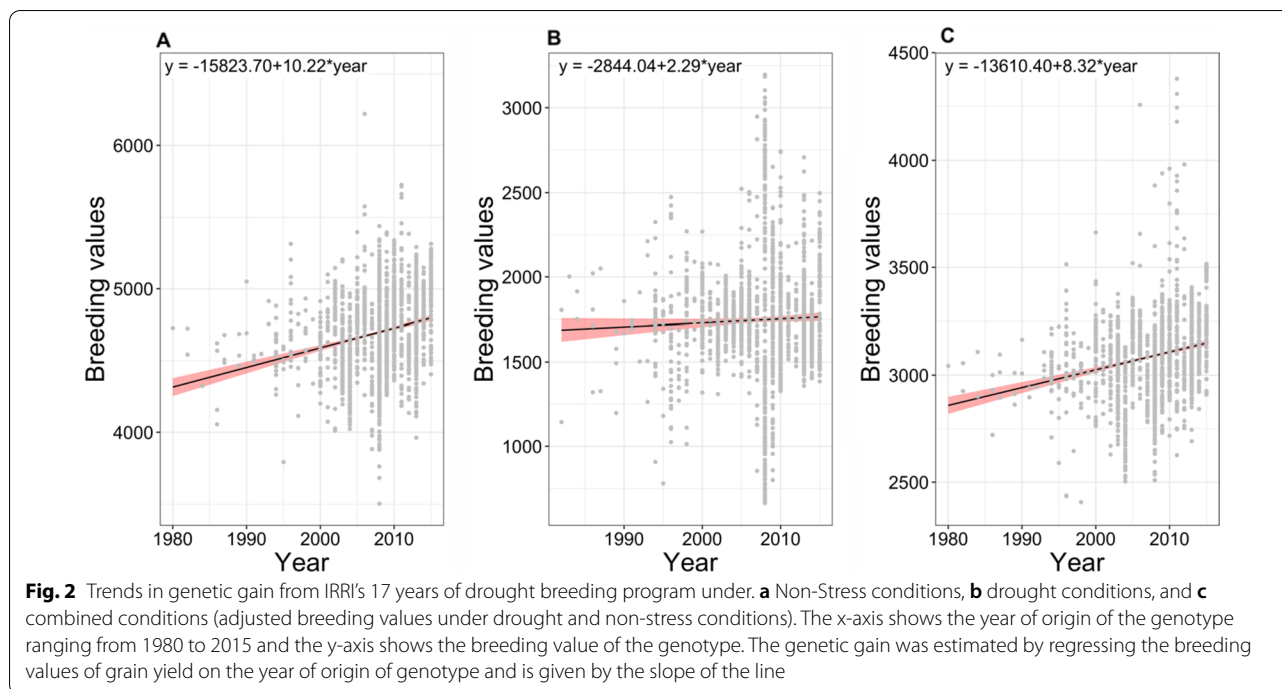 A
y = -15823.70+10.22*year
Breeding values
6000
5000
4000
1980
1990
2000
2010
Year
B
y = -2844.04+2.29*year
Breeding values
3000
2500
2000
1500
1000
1990
2000
2010
Year
C
y = -13610.40+8.32*year
Breeding values
4500
4000
3500
3000
2500
1980
1990
2000
2010
Year
Fig. 2 Trends in genetic gain from IRRI's 17 years of drought breeding program under. a Non-Stress conditions, b drought conditions, and c
combined conditions (adjusted breeding values under drought and non-stress conditions). The x-axis shows the year of origin of the genotype
ranging from 1980 to 2015 and the y-axis shows the breeding value of the genotype. The genetic gain was estimated by regressing the breeding
values of grain yield on the year of origin of genotype and is given by the slope of the line